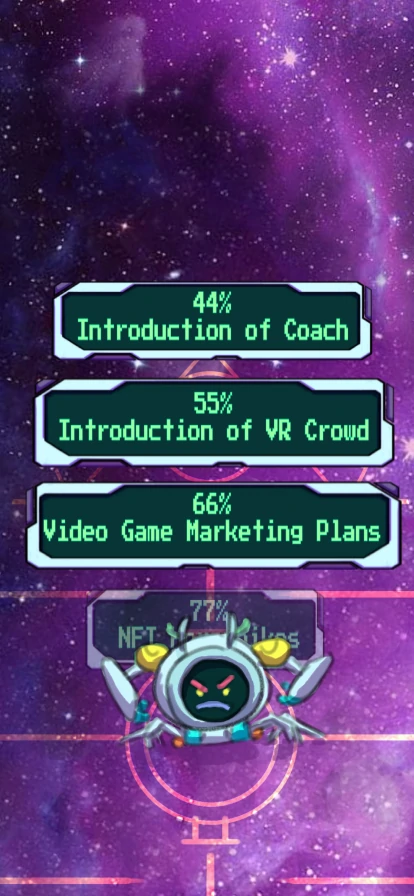 44%
Introduction of Coach
55%
Introduction of VR Crowd
66%
Video Game Marketing Plans
77%
NFT